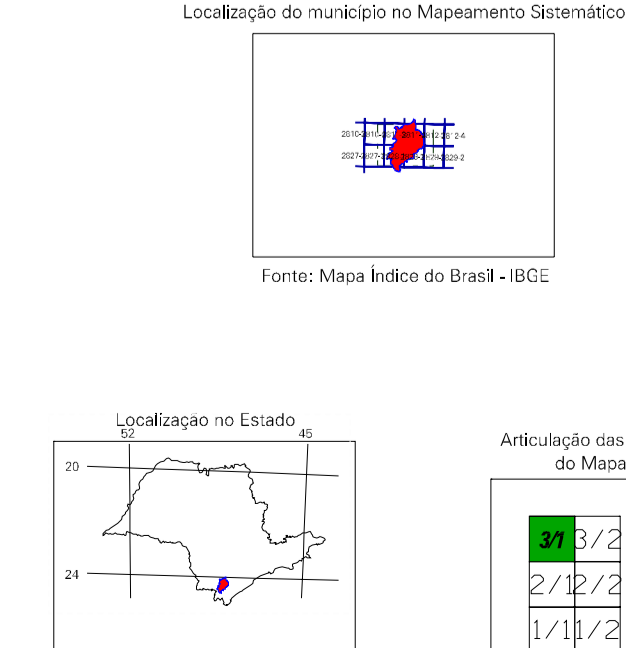 Localização do município no Mapeamento Sistemático
Fonte: Mapa Índice do Brasil - IBGE
Localização no Estado
52 45
20
24
Articulação das
do Mapa
3/1 3/2
2/1 2/2
1/1 1/2